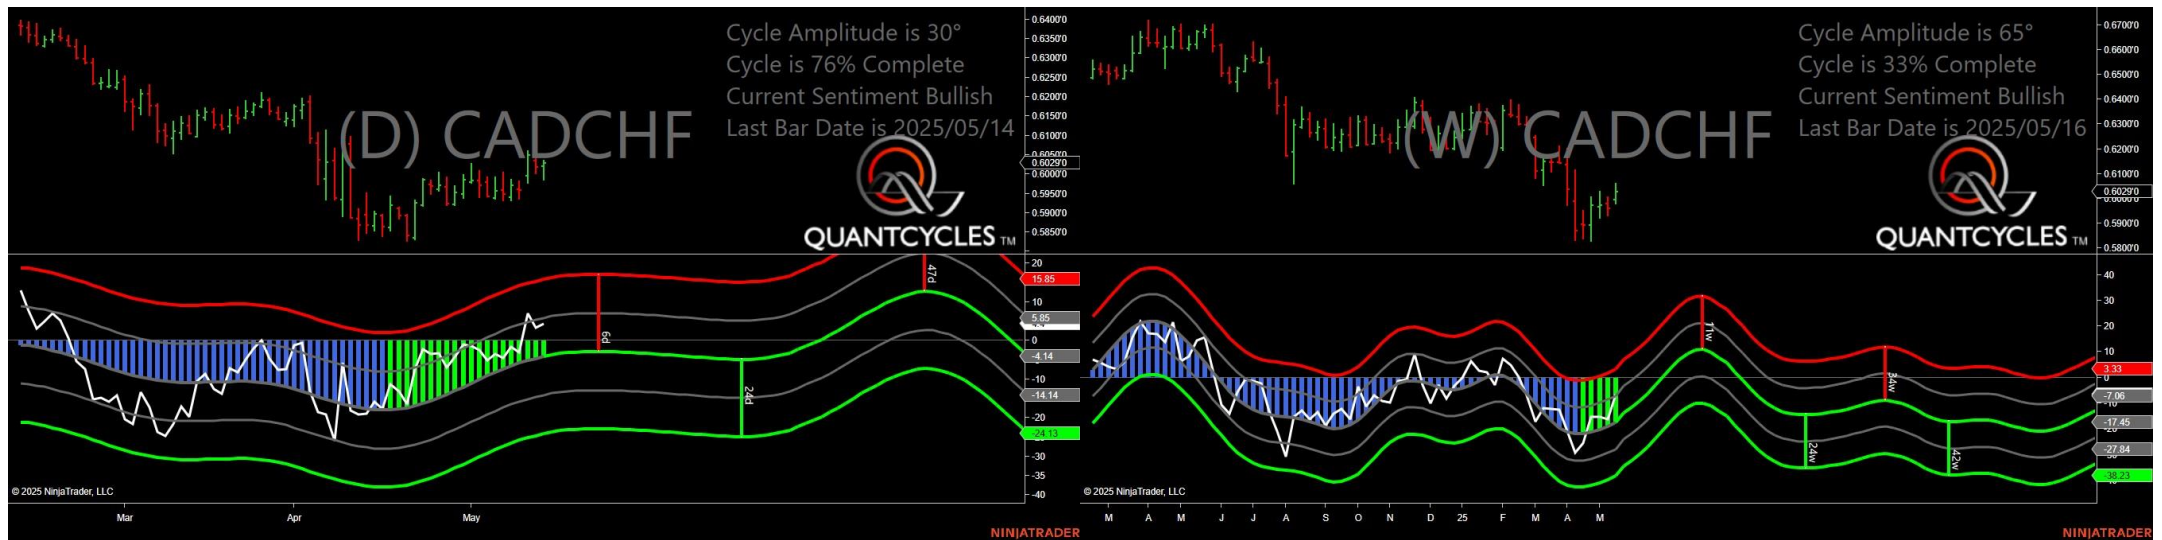 Cycle Amplitude is 30°
Cycle is 76% Complete
Current Sentiment Bullish
Last Bar Date is 2025/05/14
(D) CADCHF
QUANTCYCLES TM
0.6400'0
0.6350'0
0.6300'0
0.6250'0
0.6200'0
0.6150'0
0.6100'0
0.6050'0
0.6029'0
0.5950'0
0.5900'0
0.5850'0
20
15.85
10
5.85
0
-4.14
-10
-14.14
-20
-24.13
-30
-35
-40
6d
24d
47d
© 2025 NinjaTrader, LLC
Mar Apr May
NINJATRADER
Cycle Amplitude is 65°
Cycle is 33% Complete
Current Sentiment Bullish
Last Bar Date is 2025/05/16
(W) CADCHF
QUANTCYCLES TM
0.6700'0
0.6600'0
0.6500'0
0.6400'0
0.6300'0
0.6200'0
0.6100'0
0.6029'0
0.5900'0
0.5800'0
40
30
20
10
3.33
0
-7.06
-17.45
-27.84
-38.23
11w
24w
34w
42w
© 2025 NinjaTrader, LLC
M A M J J A S O N D 25 F M A M
NINJATRADER